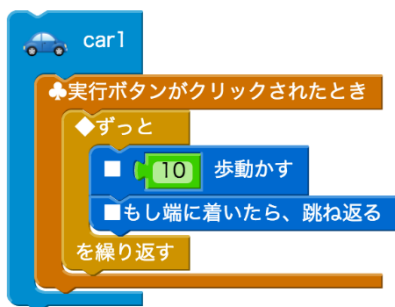 car1
♣実行ボタンがクリックされたとき
◆ずっと
■ 10 歩動かす
■もし端に着いたら、跳ね返る
を繰り返す